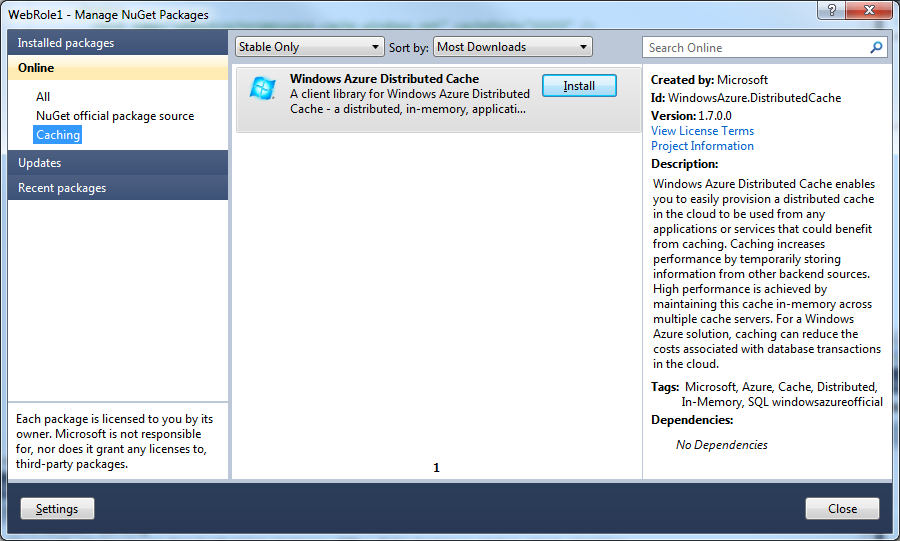 WebRole1 - Manage NuGet Packages
Installed packages
Online
All
NuGet official package source
Caching
Updates
Recent packages
Each package is licensed to you by its
owner. Microsoft is not responsible
for, nor does it grant any licenses to,
third-party packages.
Stable Only
Sort by:
Most Downloads
Windows Azure Distributed Cache
A client library for Windows Azure Distributed
Cache - a distributed, in-memory, applicati...
Install
1
Search Online
Created by: Microsoft
Id: WindowsAzure.DistributedCache
Version: 1.7.0.0
View License Terms
Project Information
Description:
Windows Azure Distributed Cache enables
you to easily provision a distributed cache
in the cloud to be used from any
applications or services that could benefit
from caching. Caching increases
performance by temporarily storing
information from other backend sources.
High performance is achieved by
maintaining this cache in-memory across
multiple cache servers. For a Windows
Azure solution, caching can reduce the
costs associated with database transactions
in the cloud.
Tags: Microsoft, Azure, Cache, Distributed,
In-Memory, SQL windowsazureofficial
Dependencies:
No Dependencies
Settings
Close